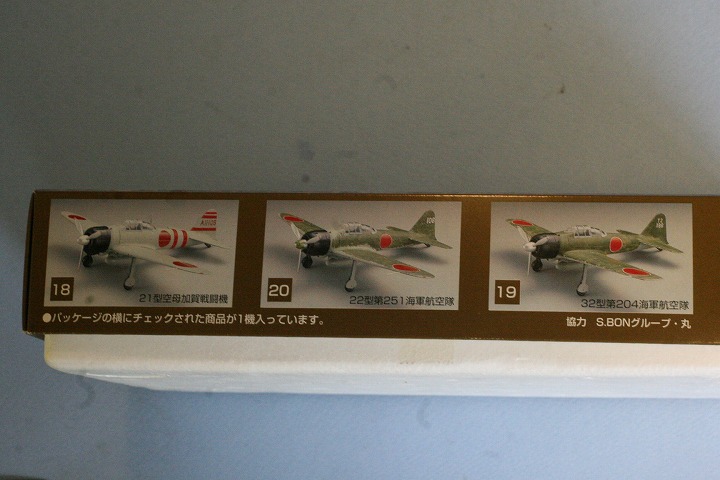 18
21型空母加賀戦闘機
20
22型第251海軍航空隊
19
32型第204海軍航空隊
●パッケージの横にチェックされた商品が1機入っています。
協力 S.BONグループ・丸